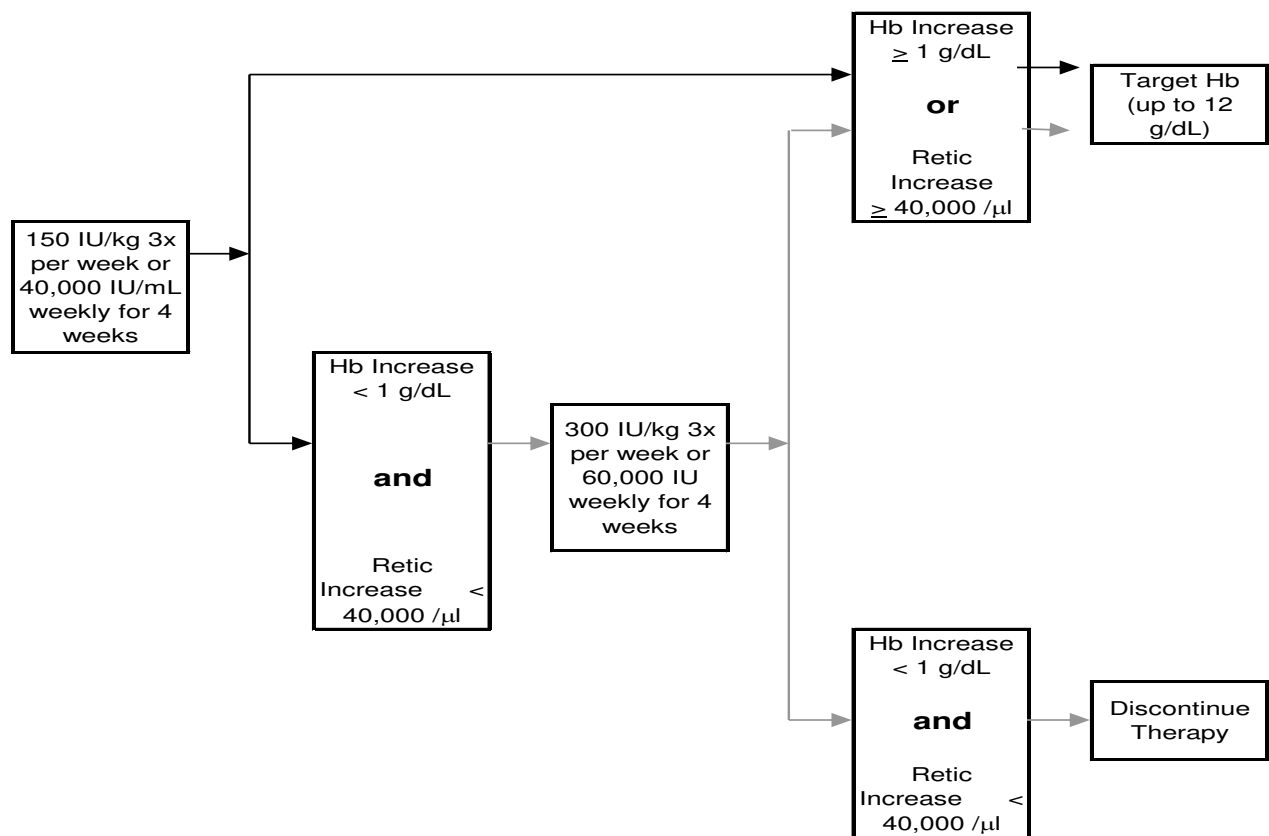 150 IU/kg 3x
per week or
40,000 IU/mL
weekly for 4
weeks
Hb Increase
< 1 g/dL
and
Retic
Increase <
40,000 /μl
300 IU/kg 3x
per week or
60,000 IU
weekly for 4
weeks
Hb Increase
≥ 1 g/dL
or
Retic
Increase
≥ 40,000 /μl
Target Hb
(up to 12
g/dL)
Hb Increase
< 1 g/dL
and
Retic
Increase <
40,000 /μl
Discontinue
Therapy